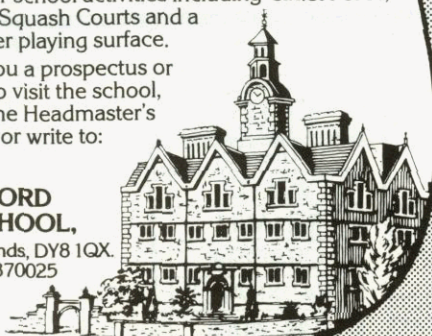 Squash Courts and a
er playing surface.
ou a prospectus or
o visit the school,
ne Headmaster's
or write to:
ORD
CHOOL,
nds, DY8 1QX.
370025